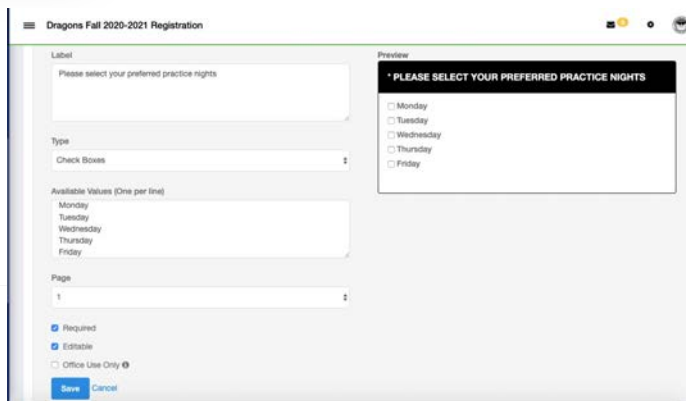 Dragons Fall 2020-2021 Registration
Label
Please select your preferred practice nights
Type
Check Boxes
Available Values (One per line)
Monday
Tuesday
Wednesday
Thursday
Friday
Page
1
Required
Editable
Office Use Only
Save Cancel
Preview
* PLEASE SELECT YOUR PREFERRED PRACTICE NIGHTS
Monday
Tuesday
Wednesday
Thursday
Friday